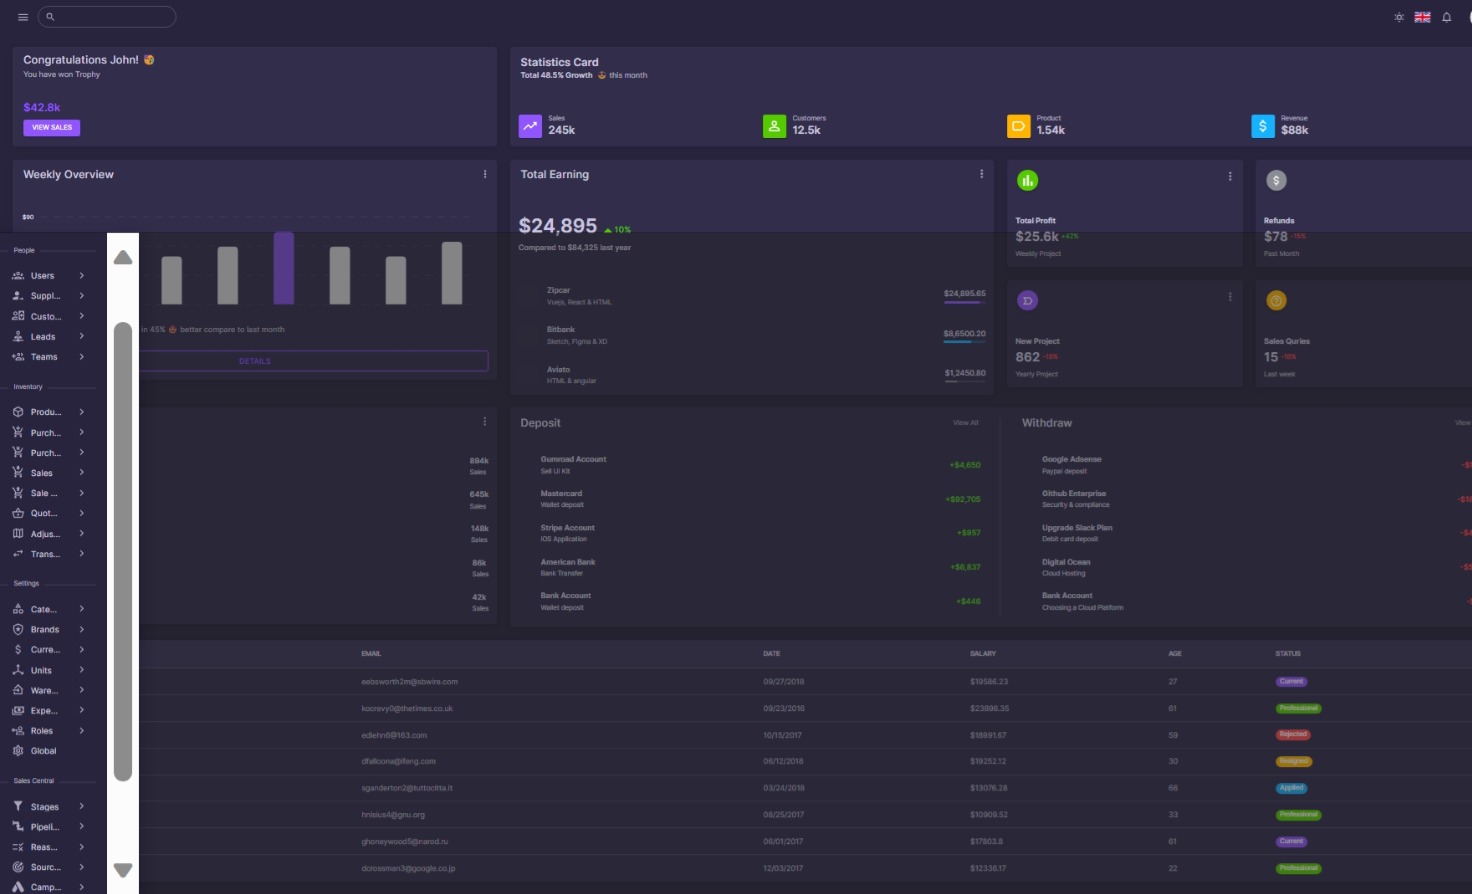 Congratulations John!
You have won Trophy
$42.8k
VIEW SALES
Statistics Card
Total 48.5% Growth this month
Sales
245k
Customers
12.5k
Product
1.54k
Revenue
$88k
Weekly Overview
$90
in 45% better compare to last month
DETAILS
Total Earning
$24,895 10%
Compared to $84,325 last year
Zipcar
Vuejs, React & HTML
$24,895.65
Bitbank
Sketch, Figma & XD
$8,6500.20
Aviato
HTML & angular
$1,2450.80
Total Profit
$25.6k +42%
Weekly Project
Refunds
$78 -15%
Past Month
New Project
862 -18%
Yearly Project
Sales Quries
15 -18%
Last week
People
Users
Suppl...
Custo...
Leads
Teams
Inventory
Produ...
Purch...
Purch...
Sales
Sale ...
Quot...
Adjus...
Trans...
Settings
Cate...
Brands
Curre...
Units
Ware...
Expe...
Roles
Global
Sales Central
Stages
Pipeli...
Reas...
Sourc...
Camp...
894k
Sales
645k
Sales
148k
Sales
86k
Sales
42k
Sales
Deposit
View All
Gumroad Account
Sell UI Kit
+$4,650
Mastercard
Wallet deposit
+$92,705
Stripe Account
iOS Application
+$957
American Bank
Bank Transfer
+$6,837
Bank Account
Wallet deposit
+$446
Withdraw
View
Google Adsense
Paypal deposit
Github Enterprise
Security & compliance
Upgrade Slack Plan
Debit card deposit
Digital Ocean
Cloud Hosting
Bank Account
Choosing a Cloud Platform
EMAIL DATE SALARY AGE STATUS
eebsworth2m@sbwire.com 09/27/2018 $19586.23 27 Current
kocrevy0@thetimes.co.uk 09/23/2016 $23896.35 61 Professional
ediehn6@163.com 10/15/2017 $18991.67 59 Rejected
dfalloona@ifeng.com 06/12/2018 $19252.12 30 Resigned
sganderton2@tuttocitta.it 03/24/2018 $13076.28 66 Applied
hnisius4@gnu.org 08/25/2017 $10909.52 33 Professional
ghoneywood5@narod.ru 06/01/2017 $17803.8 61 Current
dcrossman3@google.co.jp 12/03/2017 $12336.17 22 Professional